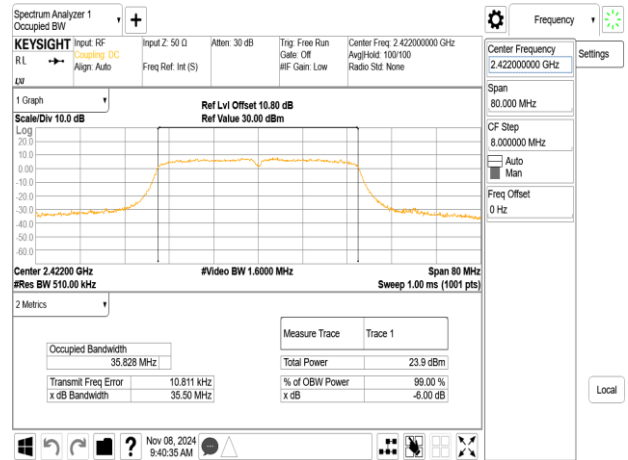 Spectrum Analyzer 1
Occupied BW
Frequency
KEYSIGHT
Input: RF
Input Z: 50 Ω
Atten: 30 dB
Trig: Free Run
Center Freq: 2.422000000 GHz
R L
Coupling: DC
Gate: Off
Avg|Hold: 100/100
Align: Auto
Freq Ref: Int (S)
#IF Gain: Low
Radio Std: None
LXI
Center Frequency
2.422000000 GHz
Settings
Span
80.000 MHz
CF Step
8.000000 MHz
Auto
Man
Freq Offset
0 Hz
Local
1 Graph
Ref Lvl Offset 10.80 dB
Scale/Div 10.0 dB
Ref Value 30.00 dBm
Log
20.0
10.0
0.00
-10.0
-20.0
-30.0
-40.0
-50.0
-60.0
Center 2.42200 GHz
#Video BW 1.6000 MHz
Span 80 MHz
#Res BW 510.00 kHz
Sweep 1.00 ms (1001 pts)
2 Metrics
Measure Trace
Trace 1
Occupied Bandwidth
35.828 MHz
Total Power
23.9 dBm
Transmit Freq Error
10.811 kHz
% of OBW Power
99.00 %
x dB Bandwidth
35.50 MHz
x dB
-6.00 dB
Nov 08, 2024
9:40:35 AM